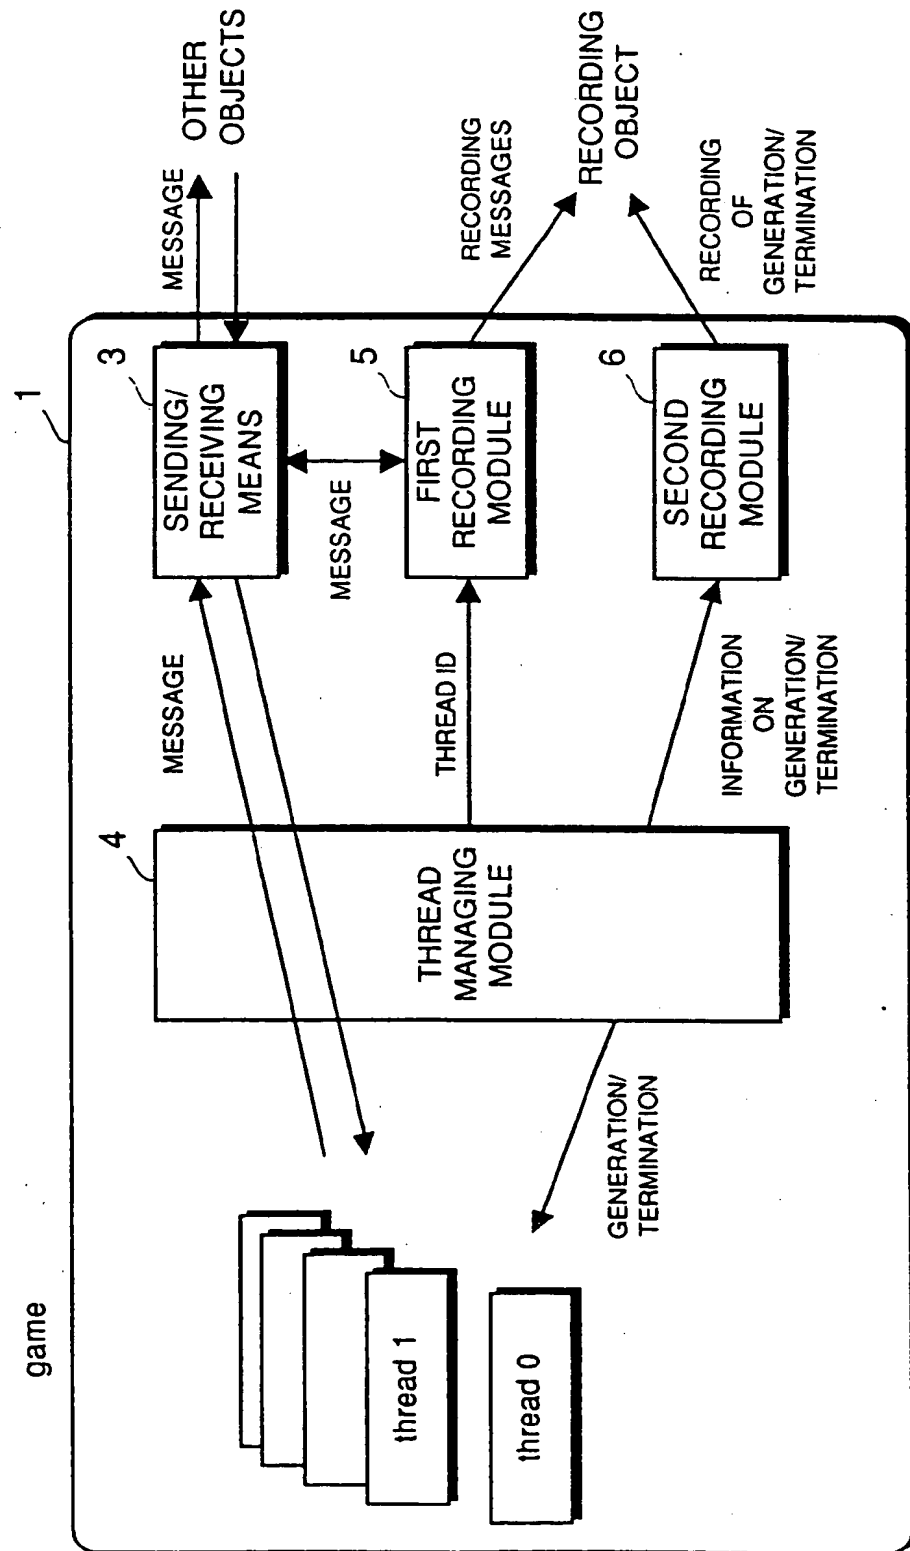 game
1
thread 1
thread 0
GENERATION/
TERMINATION
4
THREAD
MANAGING
MODULE
MESSAGE
THREAD ID
INFORMATION
ON
GENERATION/
TERMINATION
3
SENDING/
RECEIVING
MEANS
MESSAGE
5
FIRST
RECORDING
MODULE
6
SECOND
RECORDING
MODULE
MESSAGE
OTHER
OBJECTS
RECORDING
MESSAGES
RECORDING
OBJECT
RECORDING
OF
GENERATION/
TERMINATION